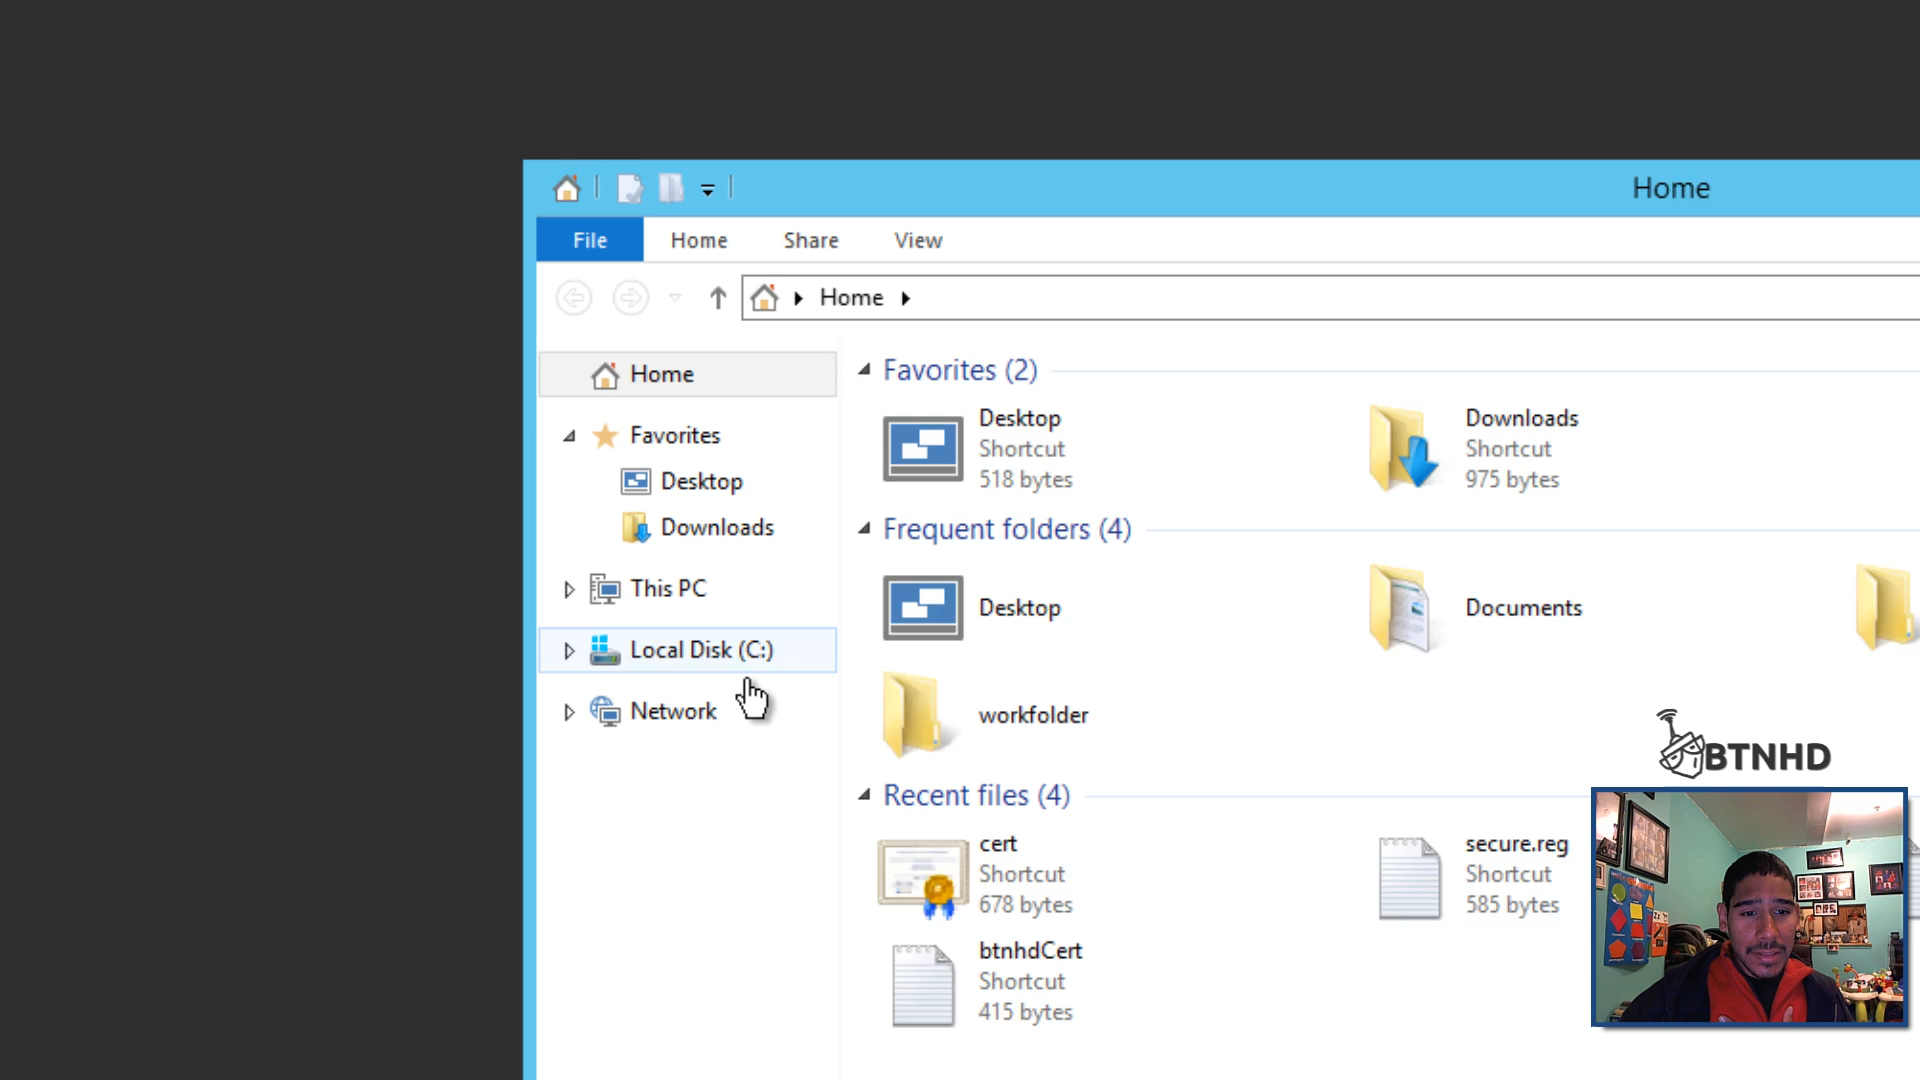 Home
File
Home
Share
View
Home
Home
Favorites
Desktop
Downloads
This PC
Local Disk (C:)
Network
Favorites (2)
Desktop
Shortcut
518 bytes
Downloads
Shortcut
975 bytes
Frequent folders (4)
Desktop
Documents
workfolder
Recent files (4)
cert
Shortcut
678 bytes
secure.reg
Shortcut
585 bytes
btnhdCert
Shortcut
415 bytes
BTNHD